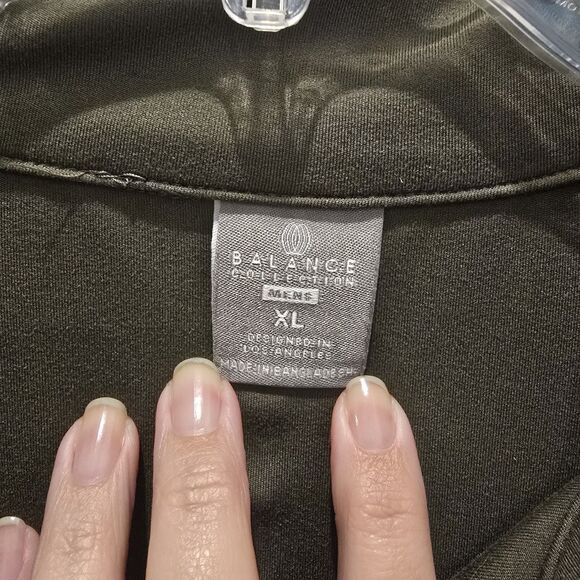 BALANCE
COLLECTION
MENS
XL
DESIGNED IN
LOS ANGELES
MADE IN BANGLADESH